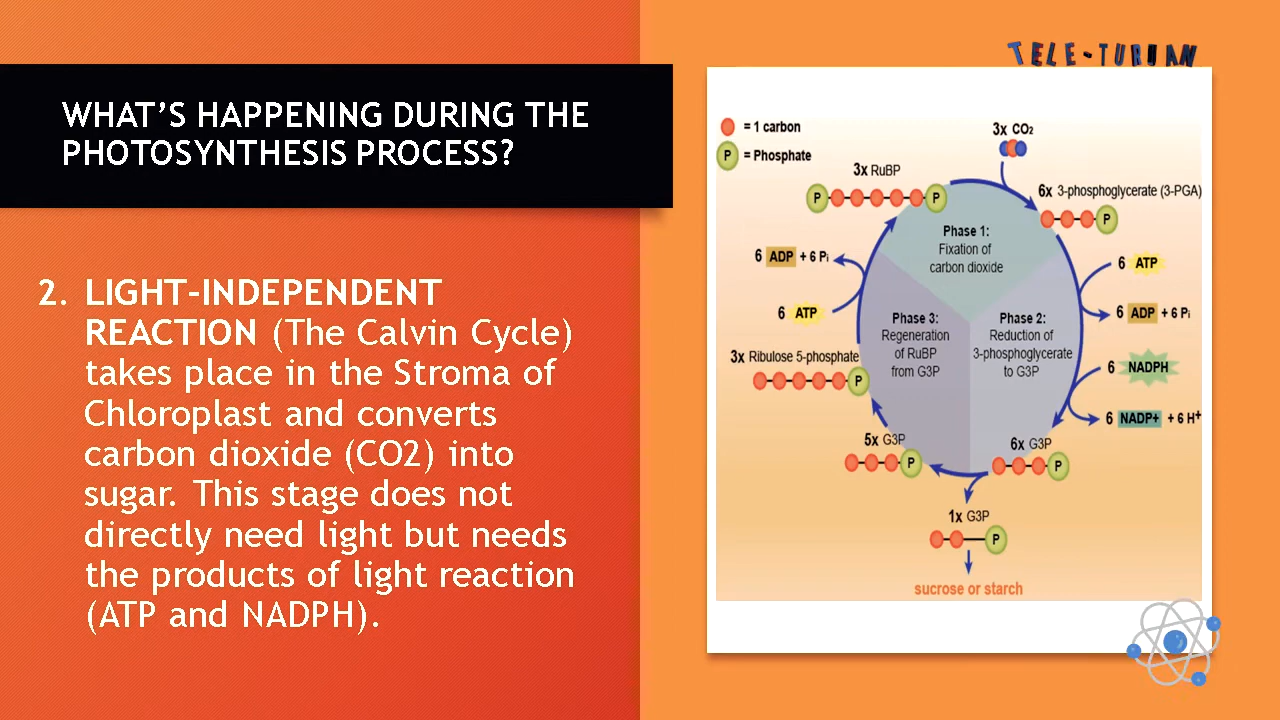 TELE-TURUAN
WHAT'S HAPPENING DURING THE
PHOTOSYNTHESIS PROCESS?
2. LIGHT-INDEPENDENT
REACTION (The Calvin Cycle)
takes place in the Stroma of
Chloroplast and converts
carbon dioxide (CO2) into
sugar. This stage does not
directly need light but needs
the products of light reaction
(ATP and NADPH).
= 1 carbon
P = Phosphate
3x CO₂
3x RuBP
P P
6x 3-phosphoglycerate (3-PGA)
P
Phase 1:
Fixation of
carbon dioxide
6 ADP + 6 Pᵢ
6 ATP
6 ATP
6 ADP + 6 Pᵢ
Phase 3:
Regeneration
of RuBP
from G3P
Phase 2:
Reduction of
3-phosphoglycerate
to G3P
3x Ribulose 5-phosphate
P
6 NADPH
6 NADP+ + 6 H⁺
5x G3P
P
6x G3P
P
1x G3P
P
sucrose or starch